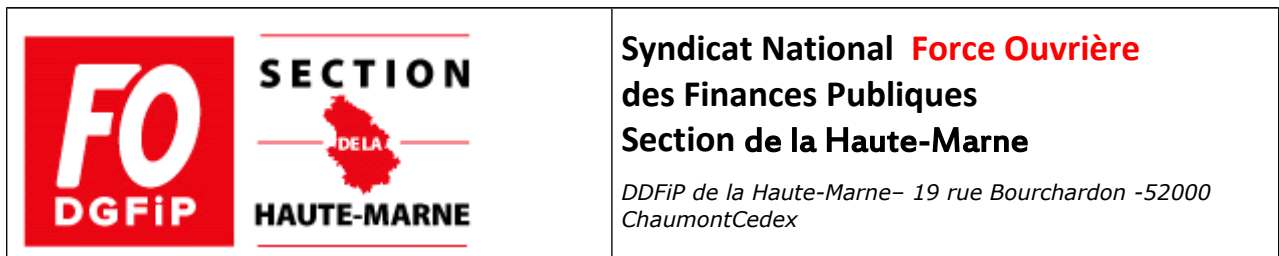 FO
DGFiP
SECTION
DE LA
HAUTE-MARNE
Syndicat National Force Ouvrière
des Finances Publiques
Section de la Haute-Marne
DDFiP de la Haute-Marne– 19 rue Bourchardon -52000
ChaumontCedex